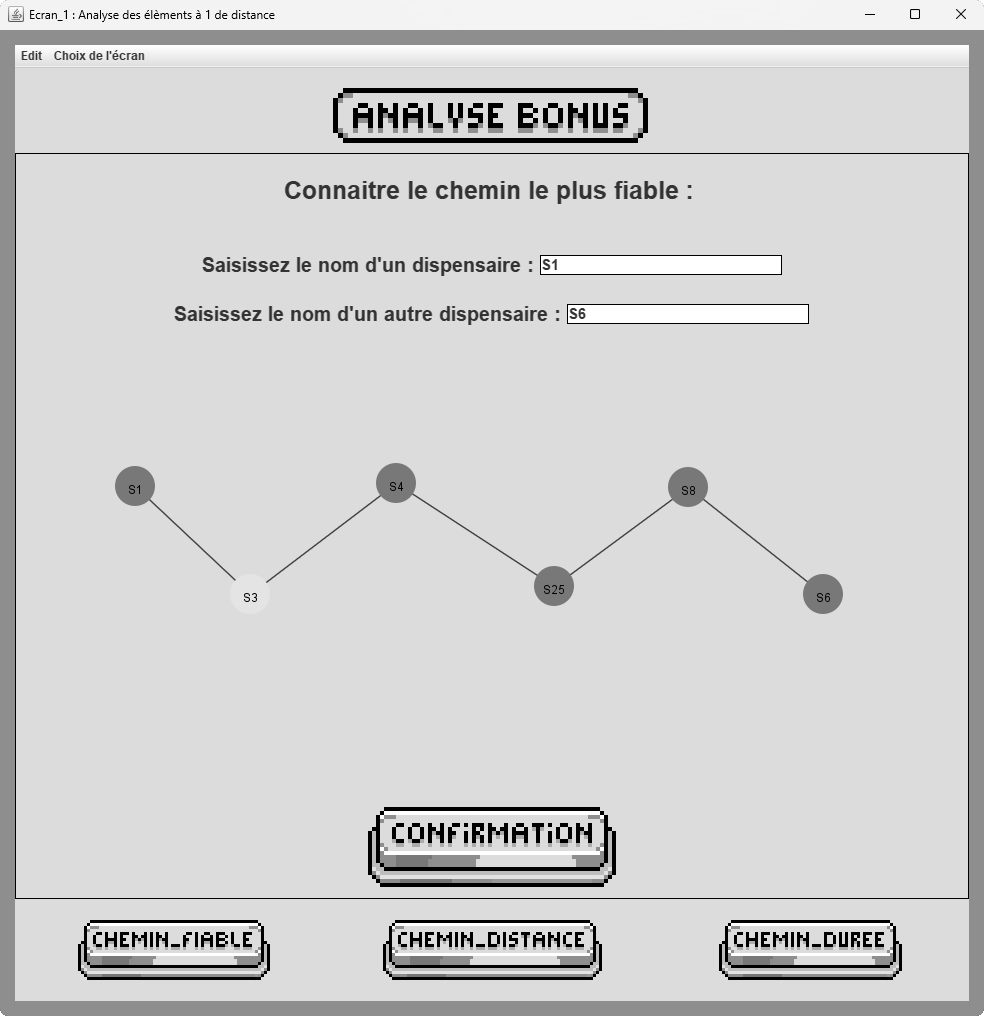 Ecran_1 : Analyse des élèments à 1 de distance
Edit Choix de l'écran
ANALYSE BONUS
Connaitre le chemin le plus fiable :
Saisissez le nom d'un dispensaire : S1
Saisissez le nom d'un autre dispensaire : S6
S1 S4 S8
S3 S25 S6
CONFiRMATiON
CHEMIN_FIABLE CHEMIN_DISTANCE CHEMIN_DUREE